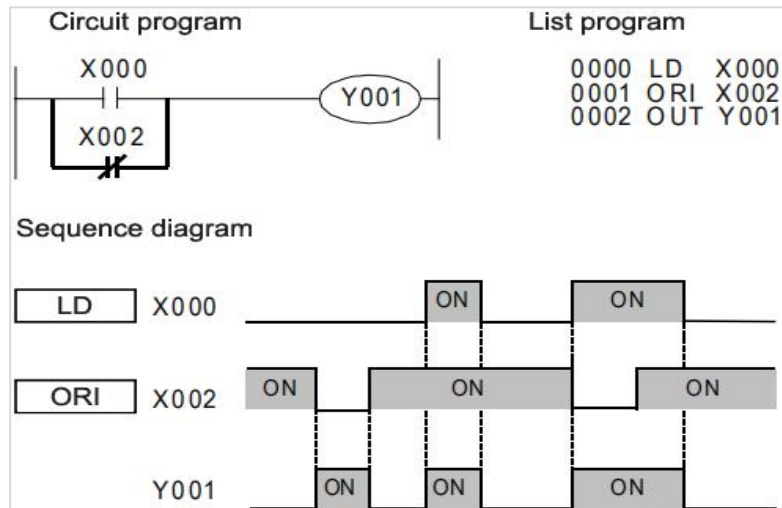 Circuit program
List program
X000
Y001
X002
0000 LD X000
0001 ORI X002
0002 OUT Y001
Sequence diagram
LD X000 ON ON
ORI X002 ON ON ON
Y001 ON ON ON